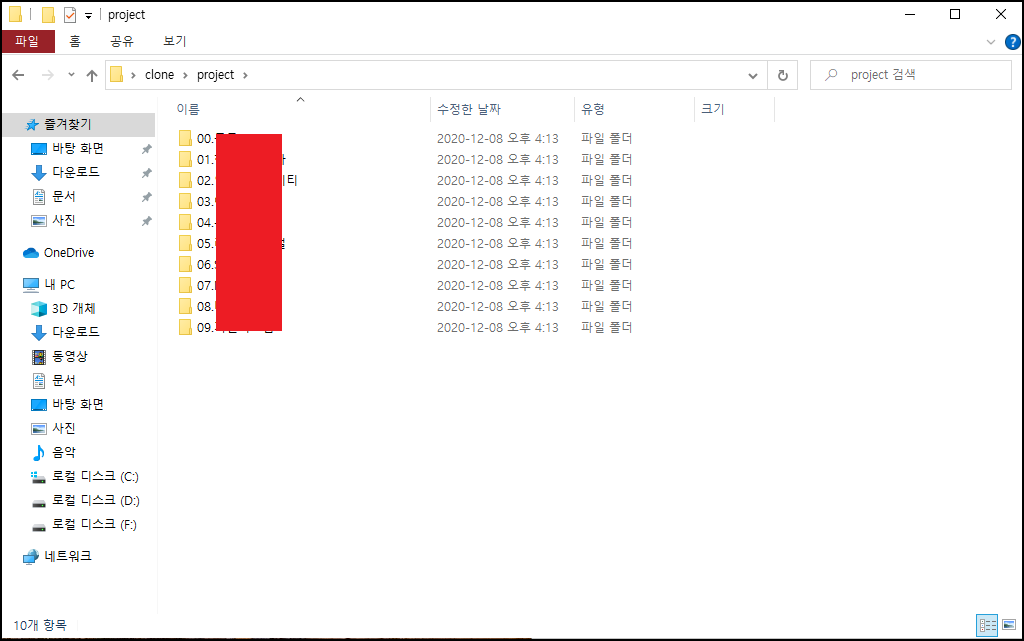 project
파일 홈 공유 보기
clone project
project 검색
이름 수정한 날짜 유형 크기
즐겨찾기
바탕 화면
다운로드
문서
사진
OneDrive
내 PC
3D 개체
다운로드
동영상
문서
바탕 화면
사진
음악
로컬 디스크 (C:)
로컬 디스크 (D:)
로컬 디스크 (F:)
네트워크
00. 2020-12-08 오후 4:13 파일 폴더
01. 2020-12-08 오후 4:13 파일 폴더
02. 티 2020-12-08 오후 4:13 파일 폴더
03. 2020-12-08 오후 4:13 파일 폴더
04. 2020-12-08 오후 4:13 파일 폴더
05. 2020-12-08 오후 4:13 파일 폴더
06. 2020-12-08 오후 4:13 파일 폴더
07. 2020-12-08 오후 4:13 파일 폴더
08. 2020-12-08 오후 4:13 파일 폴더
09. 2020-12-08 오후 4:13 파일 폴더
10개 항목